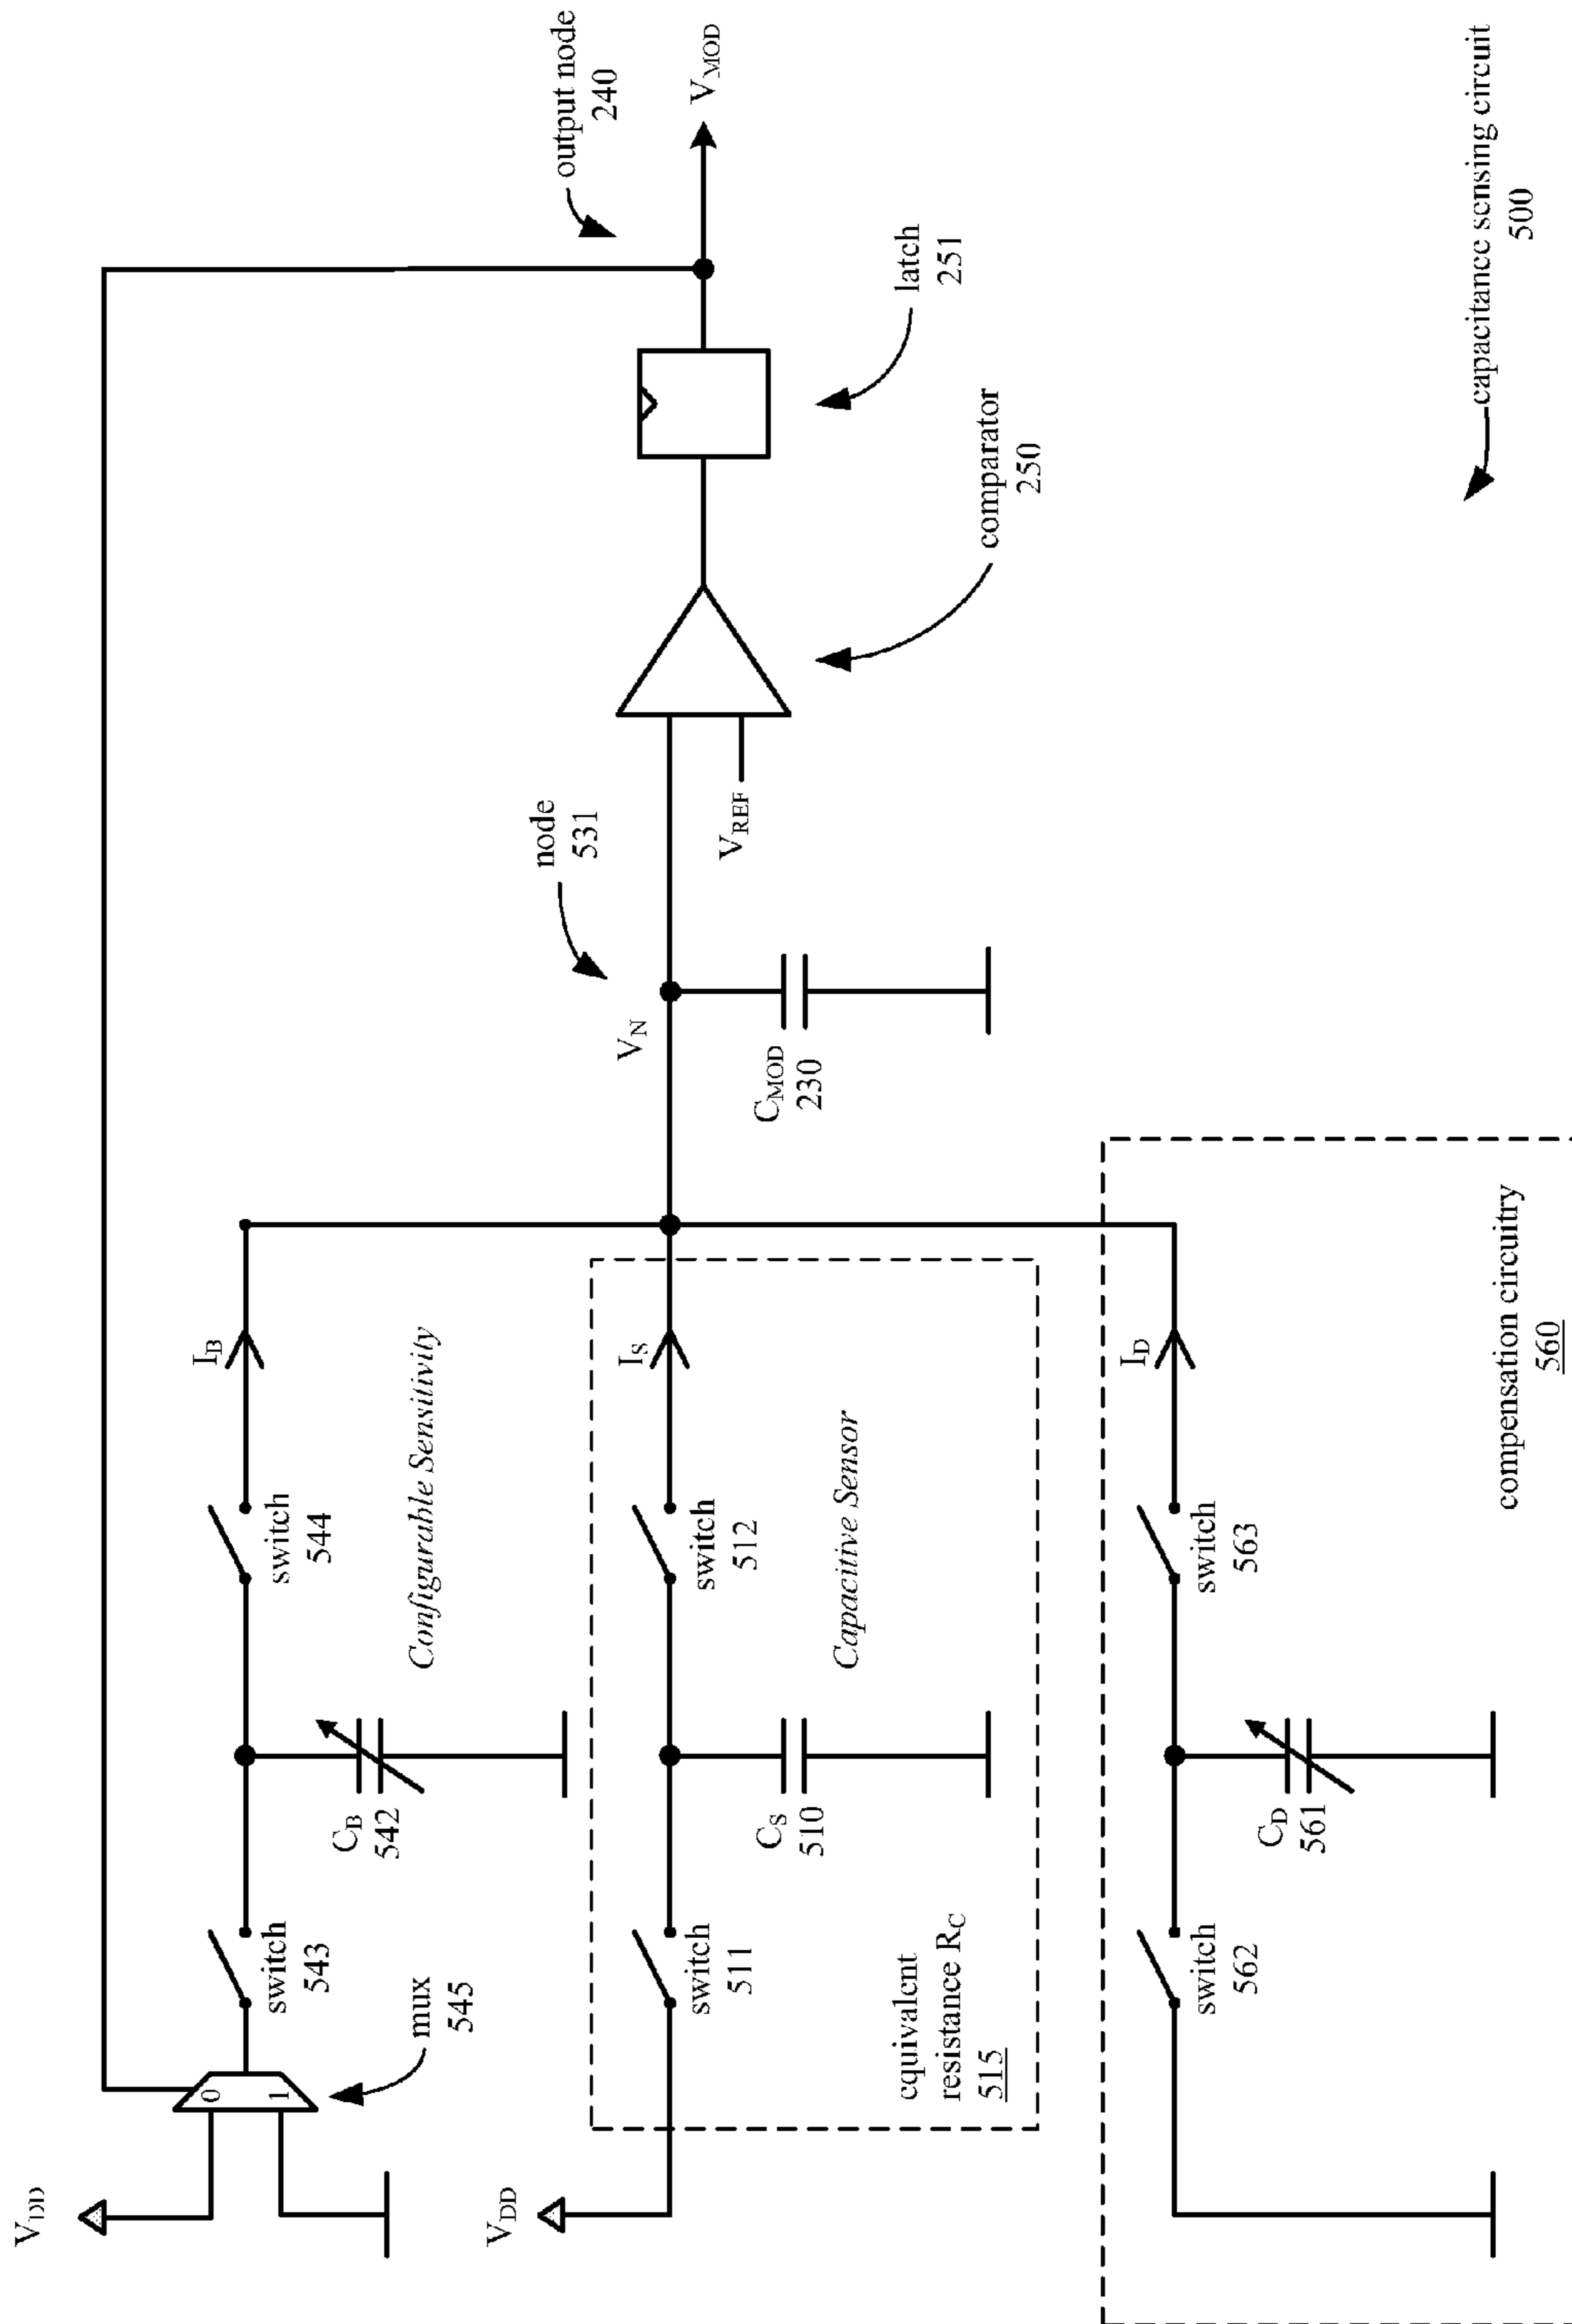 V_DD
0
1
mux
545
switch
543
C_B
542
switch
544
I_B
Configurable Sensitivity
V_DD
switch
511
C_S
510
switch
512
I_S
Capacitive Sensor
equivalent
resistance R_C
515
switch
562
C_D
561
switch
563
I_D
compensation circuitry
560
V_N
node
531
C_MOD
230
V_REF
comparator
250
latch
251
output node
240
V_MOD
capacitance sensing circuit
500